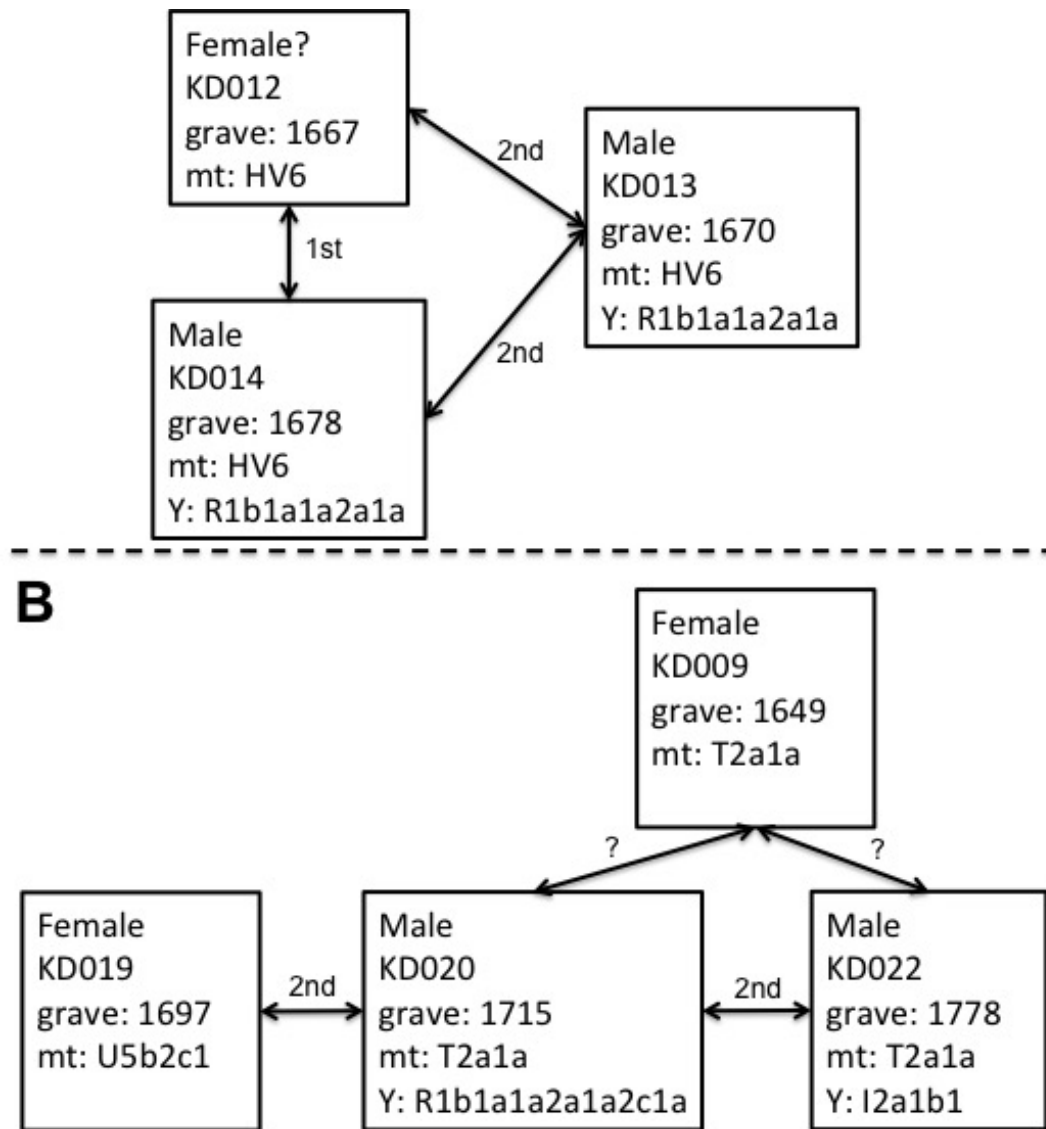 Female?
KD012
grave: 1667
mt: HV6
2nd
Male
KD013
grave: 1670
mt: HV6
Y: R1b1a1a2a1a
1st
2nd
Male
KD014
grave: 1678
mt: HV6
Y: R1b1a1a2a1a
B
Female
KD009
grave: 1649
mt: T2a1a
?
?
Female
KD019
grave: 1697
mt: U5b2c1
2nd
Male
KD020
grave: 1715
mt: T2a1a
Y: R1b1a1a2a1a2c1a
2nd
Male
KD022
grave: 1778
mt: T2a1a
Y: I2a1b1